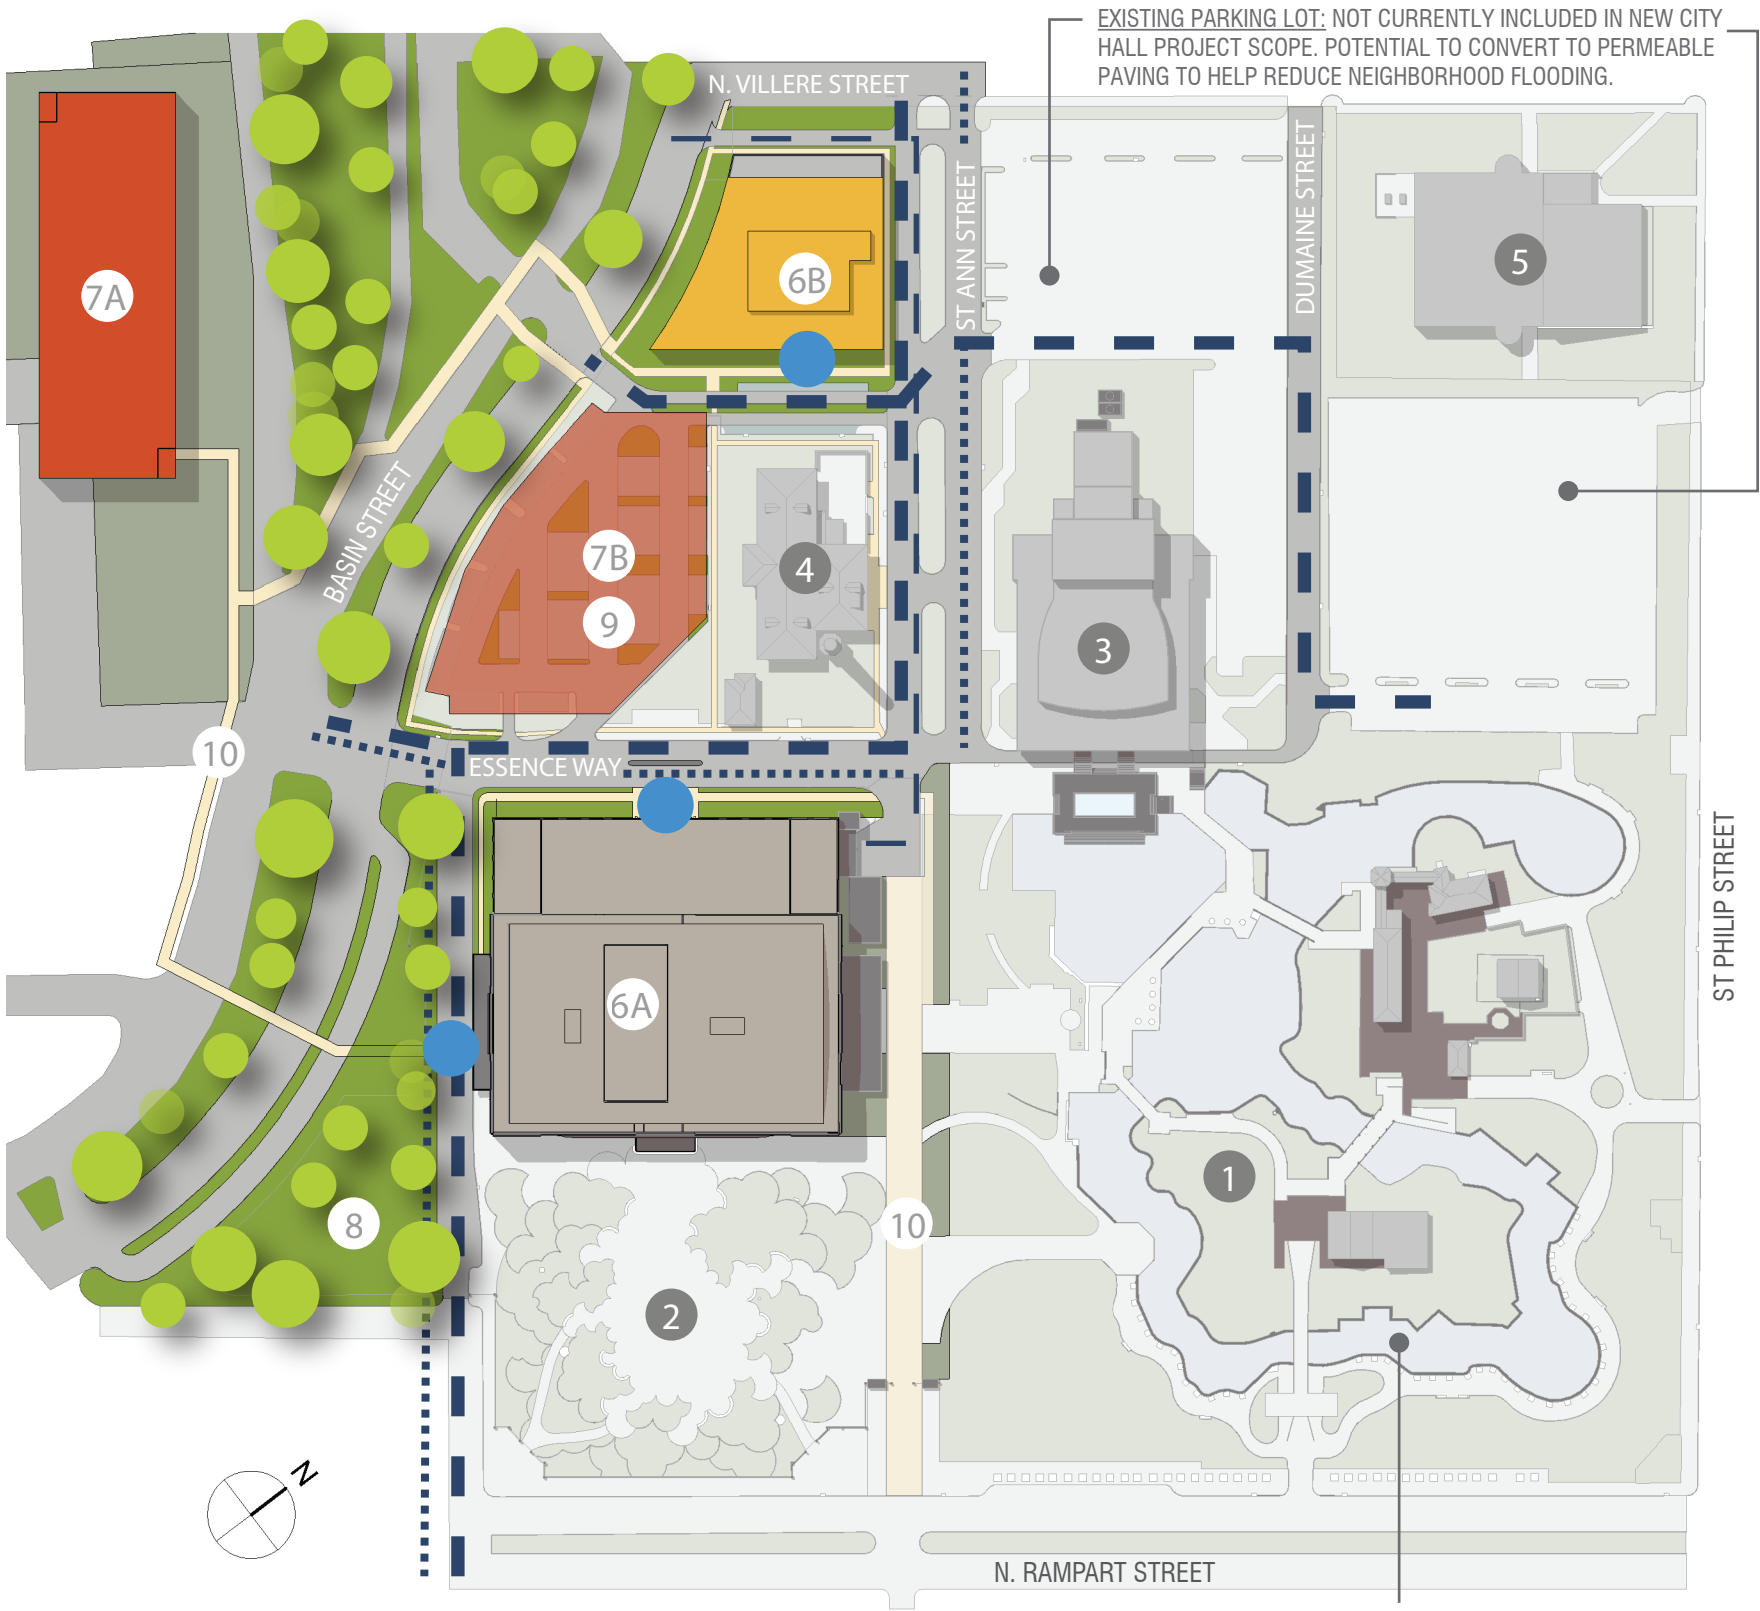 EXISTING PARKING LOT: NOT CURRENTLY INCLUDED IN NEW CITY
HALL PROJECT SCOPE. POTENTIAL TO CONVERT TO PERMEABLE
PAVING TO HELP REDUCE NEIGHBORHOOD FLOODING.
N. VILLERE STREET
ST ANN STREET
DUMAINE STREET
5
6B
7A
BASIN STREET
7B
9
4
3
10
ESSENCE WAY
ST PHILIP STREET
6A
1
8
10
2
N
N. RAMPART STREET